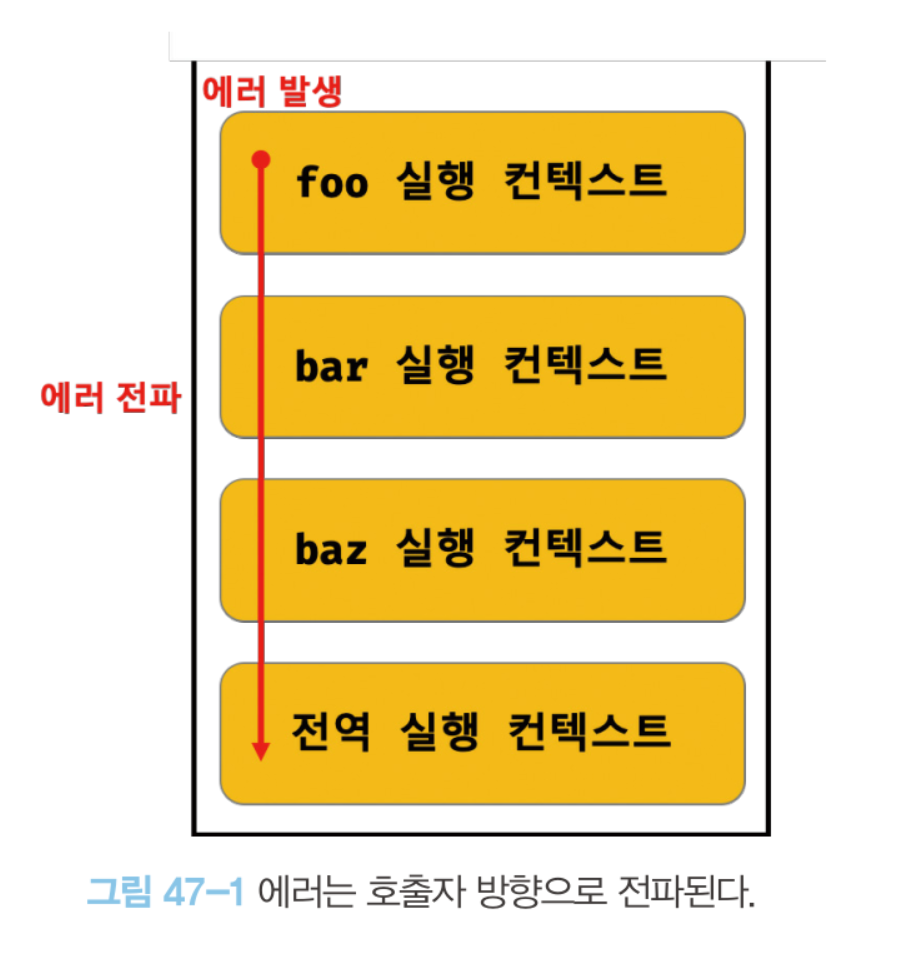 에러 발생
foo 실행 컨텍스트
bar 실행 컨텍스트
에러 전파
baz 실행 컨텍스트
전역 실행 컨텍스트
그림 47-1 에러는 호출자 방향으로 전파된다.